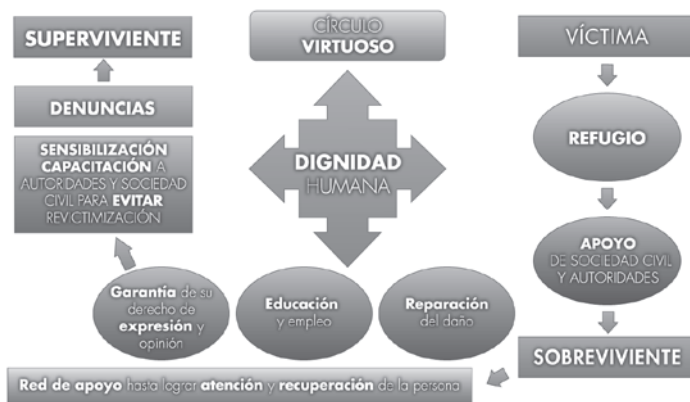 CÍRCULO
VIRTUOSO
VÍCTIMA
REFUGIO
APOYO
DE SOCIEDAD CIVIL
Y AUTORIDADES
SOBREVIVIENTE
Red de apoyo hasta lograr atención y recuperación de la persona
Reparación
del daño
Educación
y empleo
Garantía de su
derecho de
expresión y
opinión
SENSIBILIZACIÓN
CAPACITACIÓN A
AUTORIDADES Y SOCIEDAD
CIVIL PARA EVITAR
REVICTIMIZACIÓN
DENUNCIAS
SUPERVIVIENTE
DIGNIDAD
HUMANA